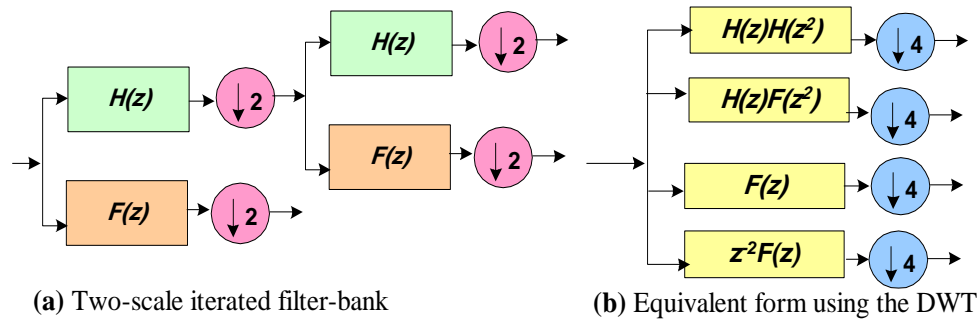 H(z)
↓ 2
H(z)
↓ 2
F(z)
↓ 2
F(z)
↓ 2
(a) Two-scale iterated filter-bank
H(z)H(z²)
↓ 4
H(z)F(z²)
↓ 4
F(z)
↓ 4
z²F(z)
↓ 4
(b) Equivalent form using the DWT